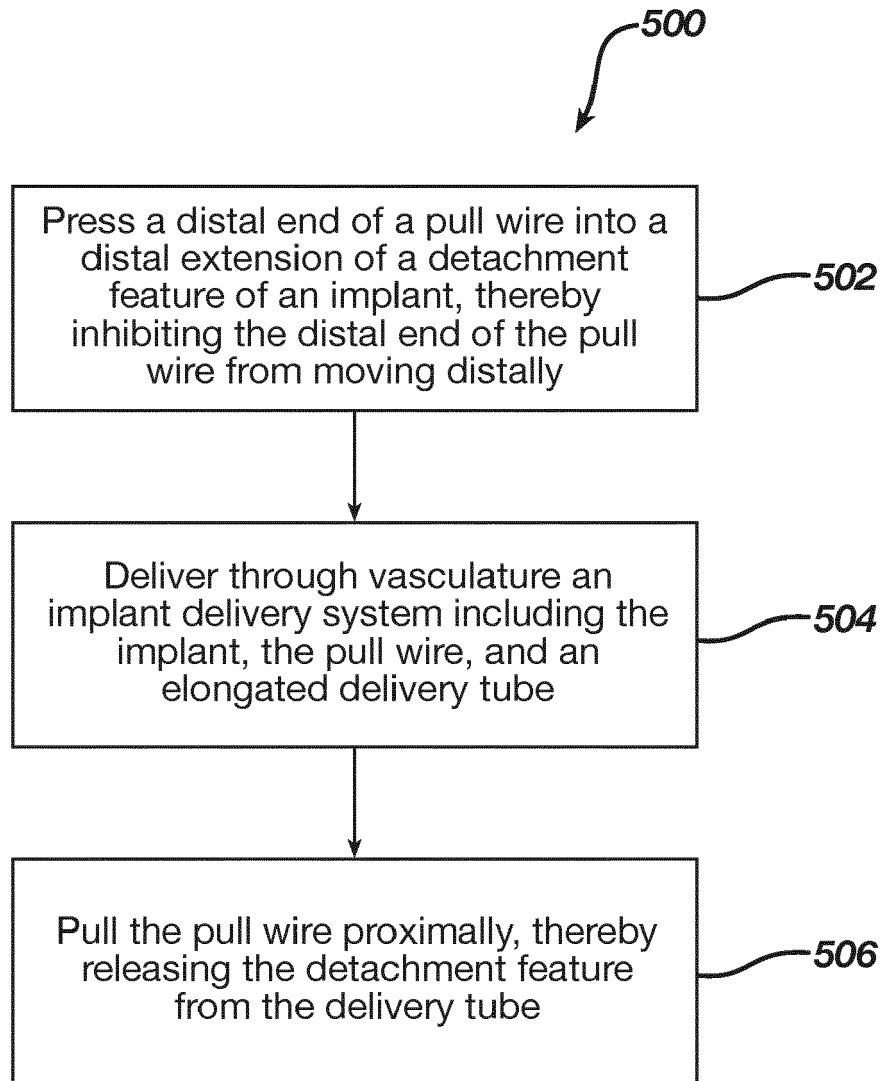 500
Press a distal end of a pull wire into a
distal extension of a detachment
feature of an implant, thereby
inhibiting the distal end of the pull
wire from moving distally
502
Deliver through vasculature an
implant delivery system including the
implant, the pull wire, and an
elongated delivery tube
504
Pull the pull wire proximally, thereby
releasing the detachment feature
from the delivery tube
506